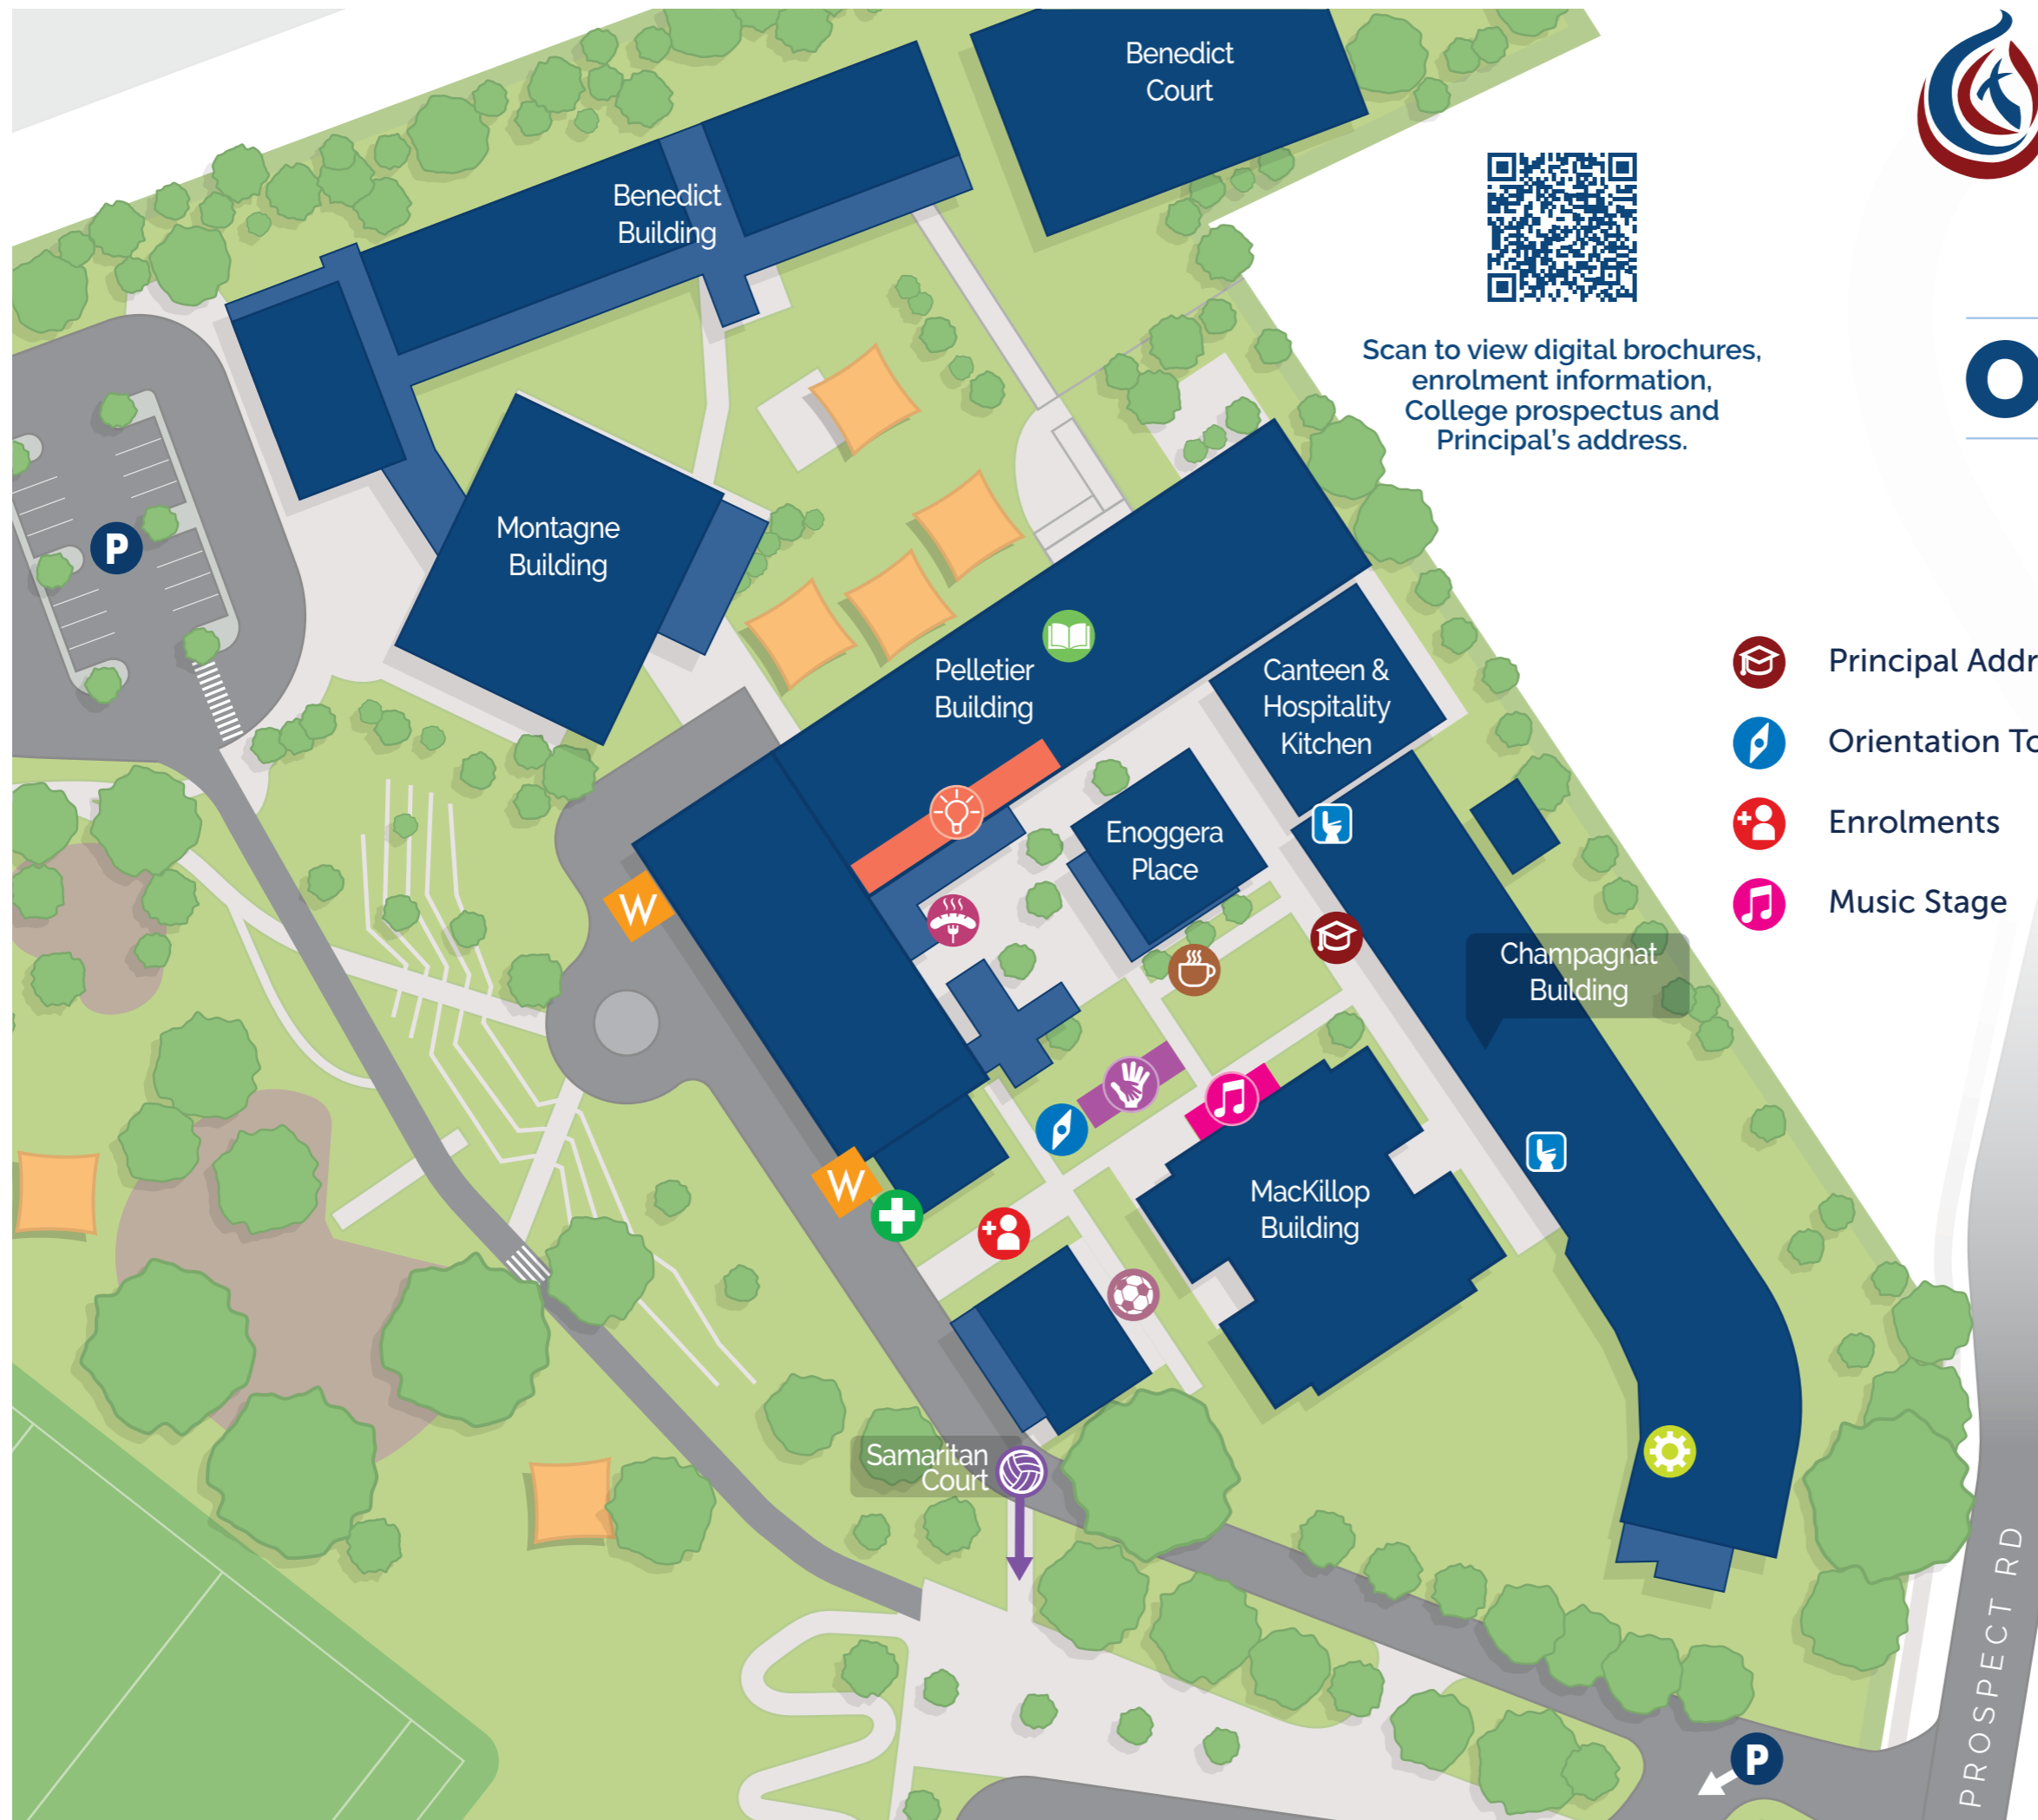 Benedict
Court
Benedict
Building
Scan to view digital brochures,
enrolment information,
College prospectus and
Principal's address.
O
Montagne
Building
P
Pelletier
Building
Canteen &
Hospitality
Kitchen
Principal Addr
Orientation To
Enrolments
Music Stage
Enoggera
Place
W
Champagnat
Building
W
MacKillop
Building
Samaritan
Court
P
PROSPECT RD